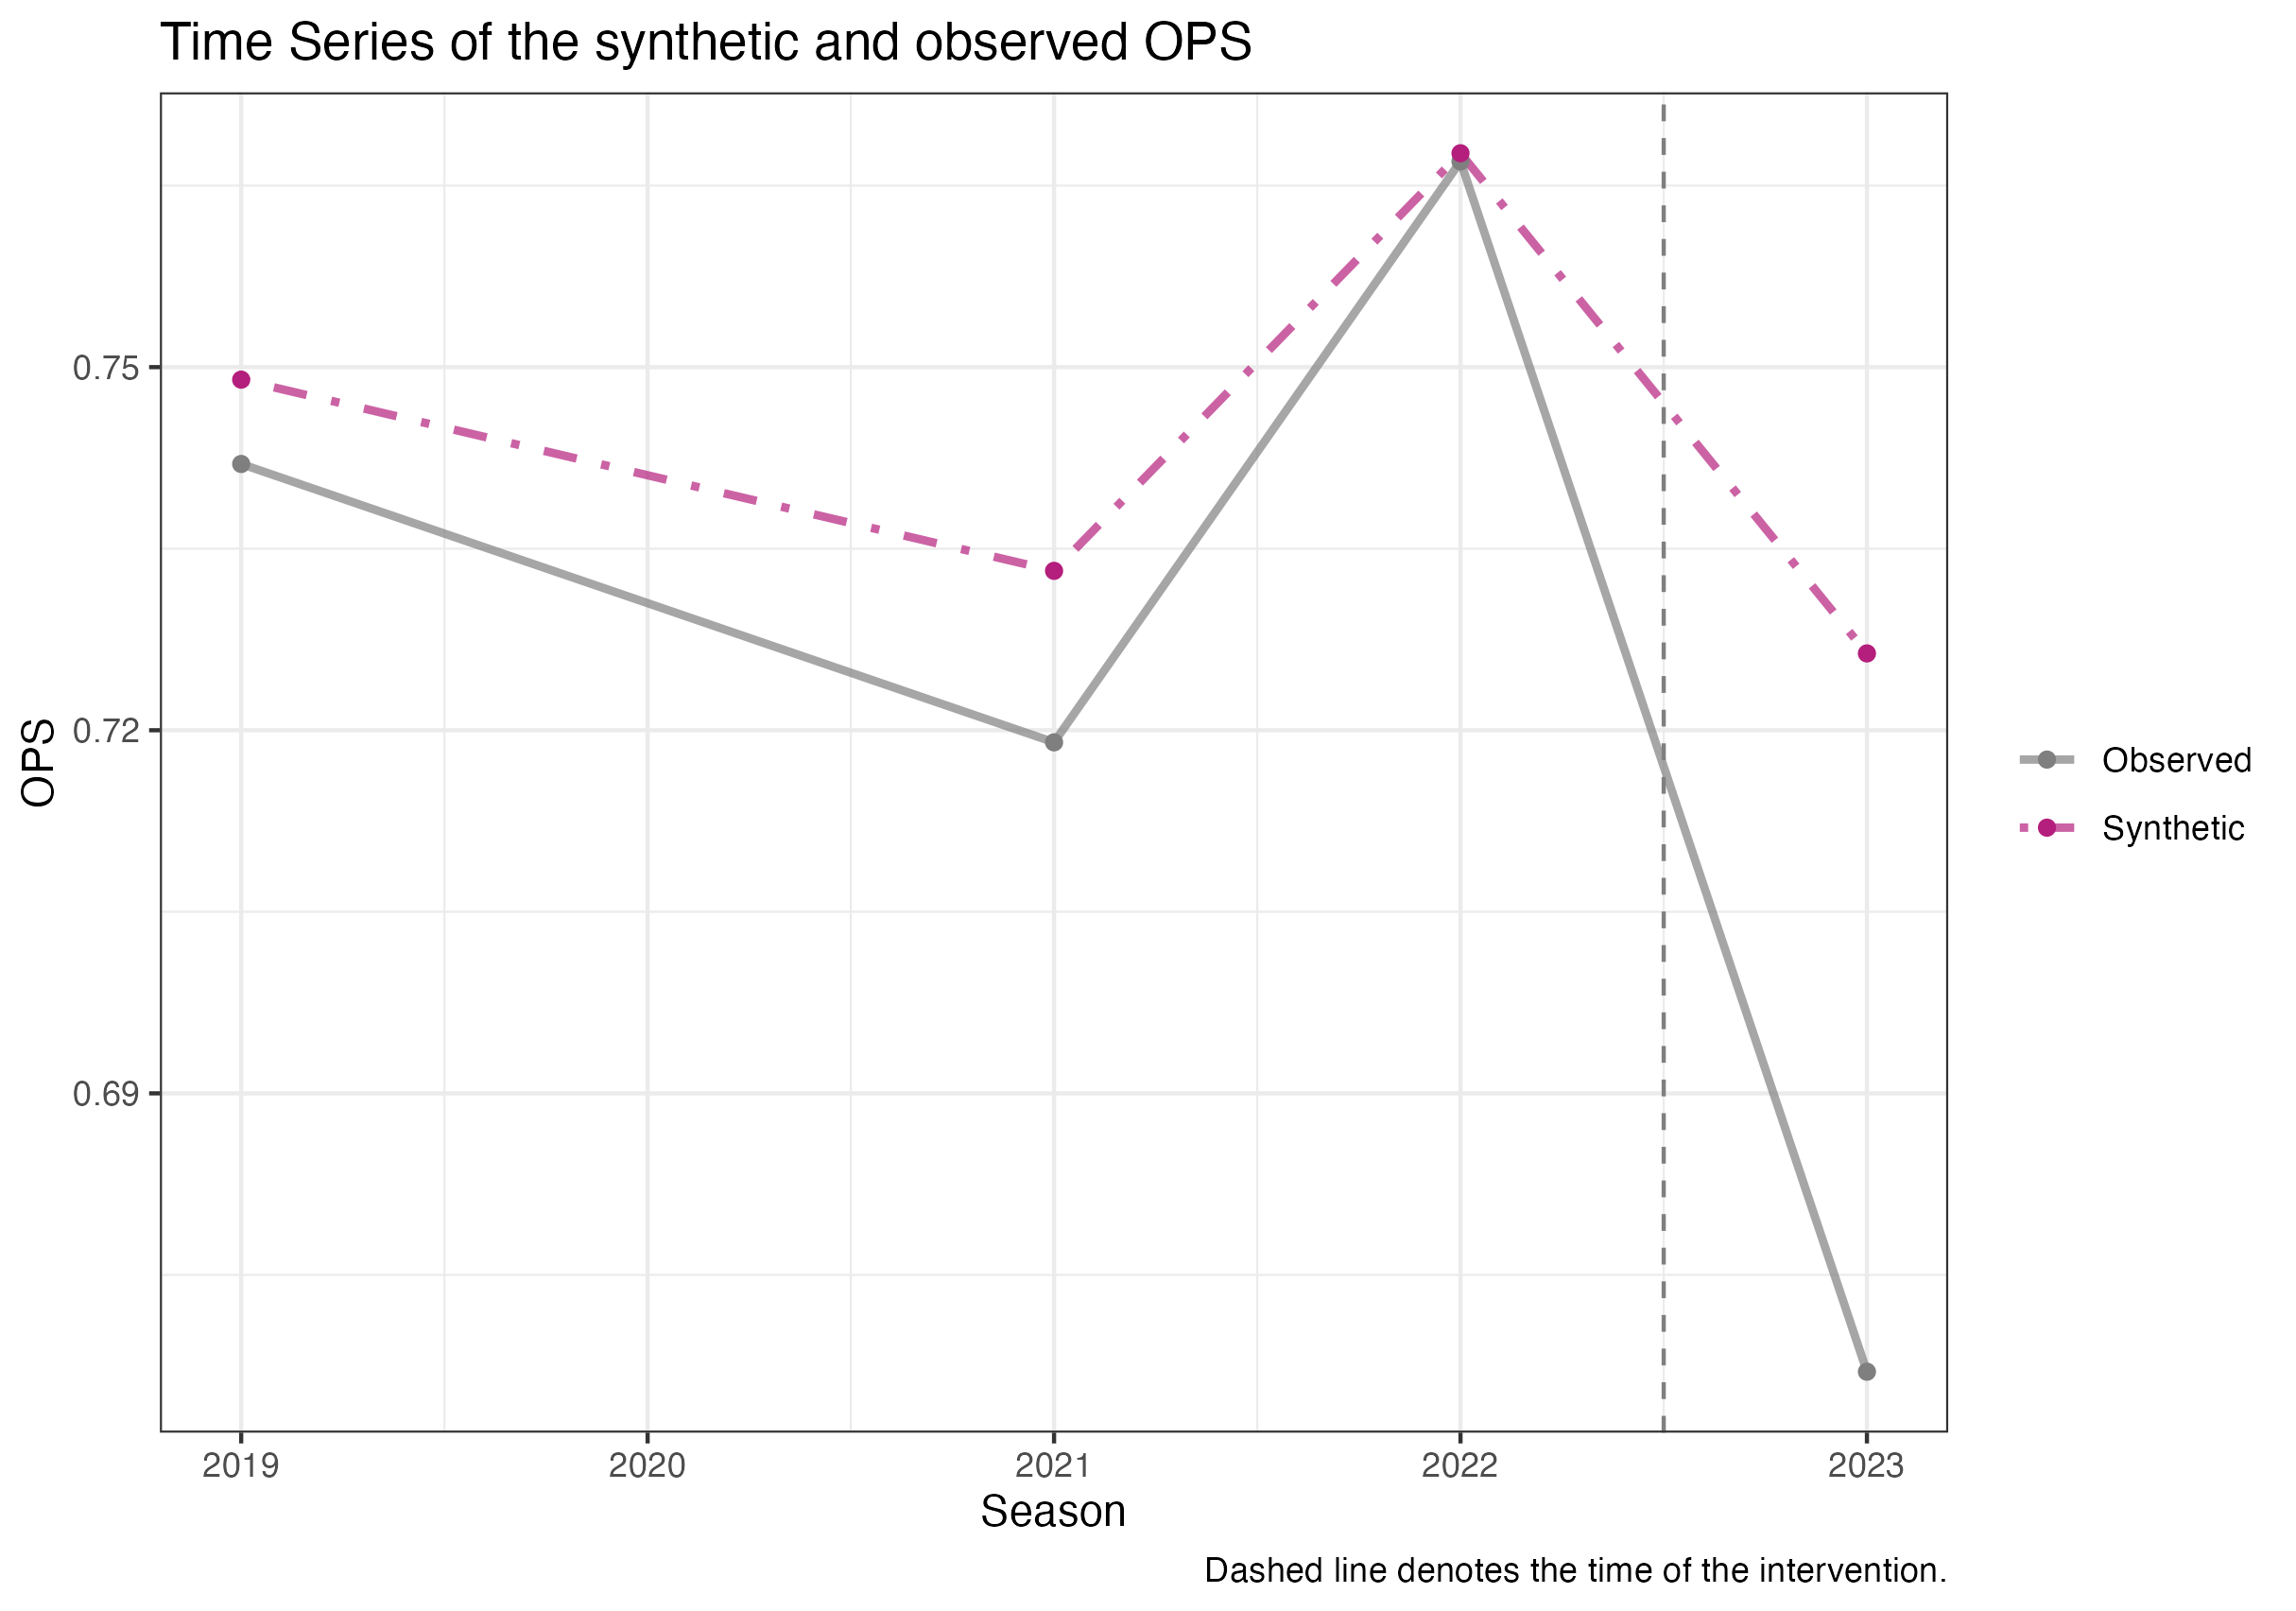 Time Series of the synthetic and observed OPS
OPS
0.75
0.72
0.69
2019 2020 2021 2022 2023
Season
Observed
Synthetic
Dashed line denotes the time of the intervention.